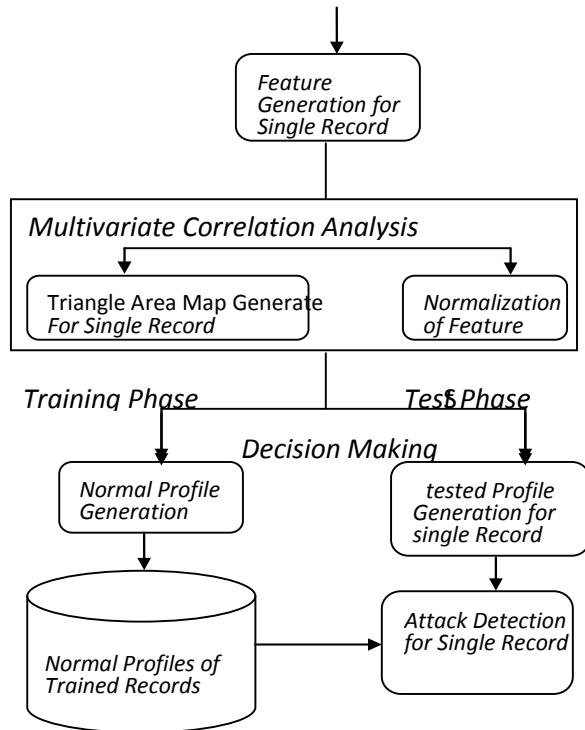 Feature
Generation for
Single Record
Multivariate Correlation Analysis
Triangle Area Map Generate
For Single Record
Normalization
of Feature
Training Phase
Test Phase
Decision Making
Normal Profile
Generation
tested Profile
Generation for
single Record
Normal Profiles of
Trained Records
Attack Detection
for Single Record